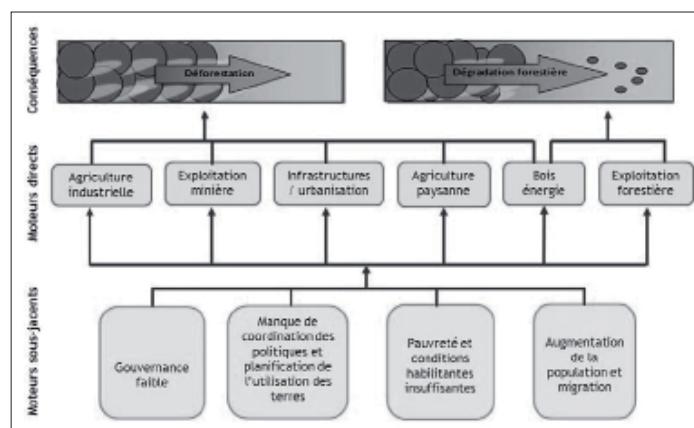 Conséquences
Déforestation
Dégradation forestière
Moteurs directs
Agriculture
industrielle
Exploitation
minière
Infrastructures
/ urbanisation
Agriculture
paysanne
Bois
énergie
Exploitation
forestière
Moteurs sous-jacents
Gouvernance
faible
Manque de
coordination des
politiques et
planification de
l'utilisation des
terres
Pauvreté et
conditions
habilitantes
insuffisantes
Augmentation
de la
population et
migration